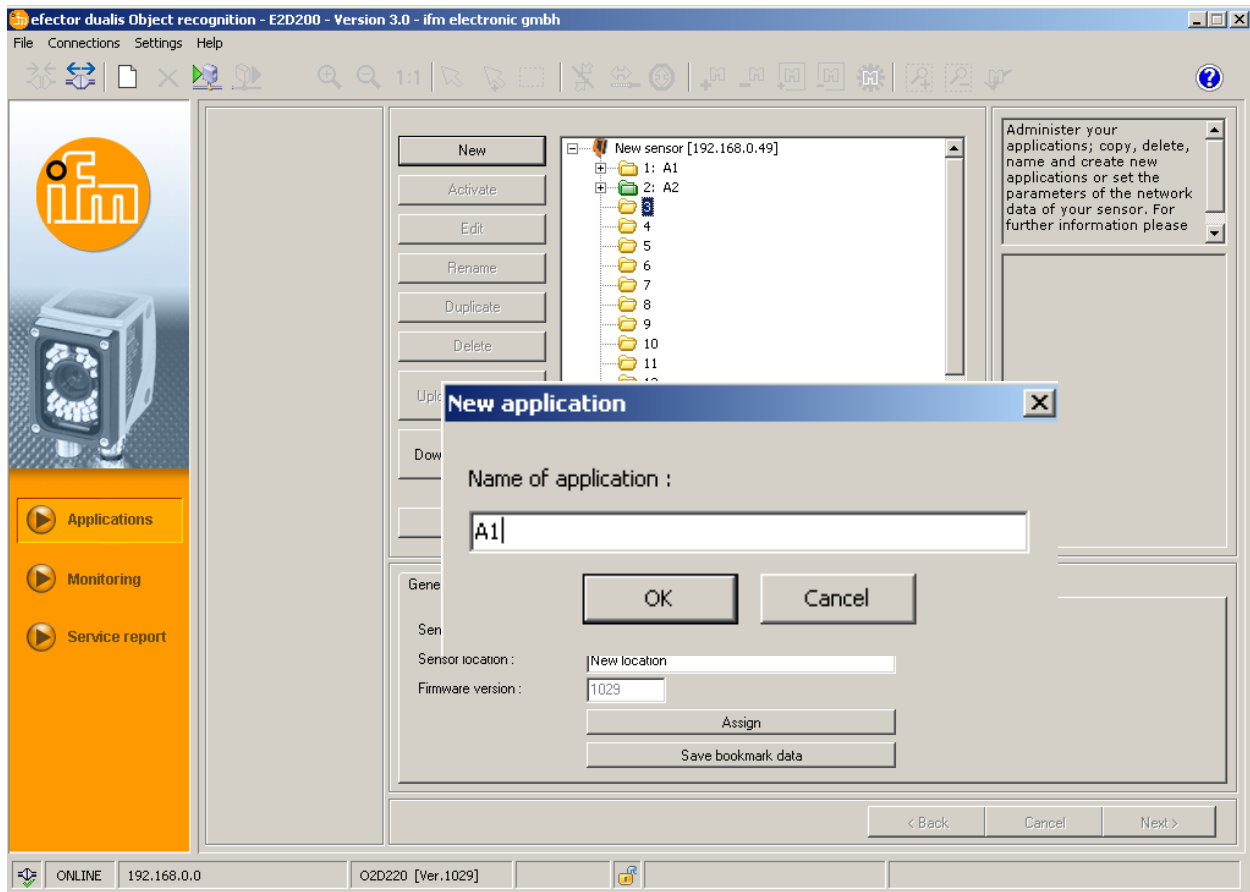 efector dualis Object recognition - E2D200 - Version 3.0 - ifm electronic gmbh
File Connections Settings Help
1:1
ifm
New
Activate
Edit
Rename
Duplicate
Delete
New sensor [192.168.0.49]
1: A1
2: A2
3
4
5
6
7
8
9
10
11
Administer your
applications; copy, delete,
name and create new
applications or set the
parameters of the network
data of your sensor. For
further information please
New application
Name of application :
A1
OK
Cancel
Applications
Monitoring
Service report
Sensor location :
New location
Firmware version :
1029
Assign
Save bookmark data
< Back
Cancel
Next >
ONLINE
192.168.0.0
O2D220 [Ver.1029]